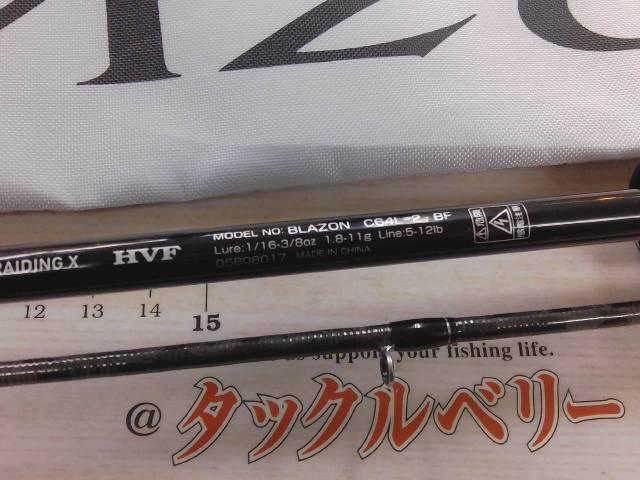 AIZU
RAIDING X HVF
MODEL NO: BLAZON C64L-2・BF
Lure:1/16-3/8oz 1.8-11g Line:5-12lb
05808017 MADE IN CHINA
12 13 14 15
support your fishing life.
@タックルベリー